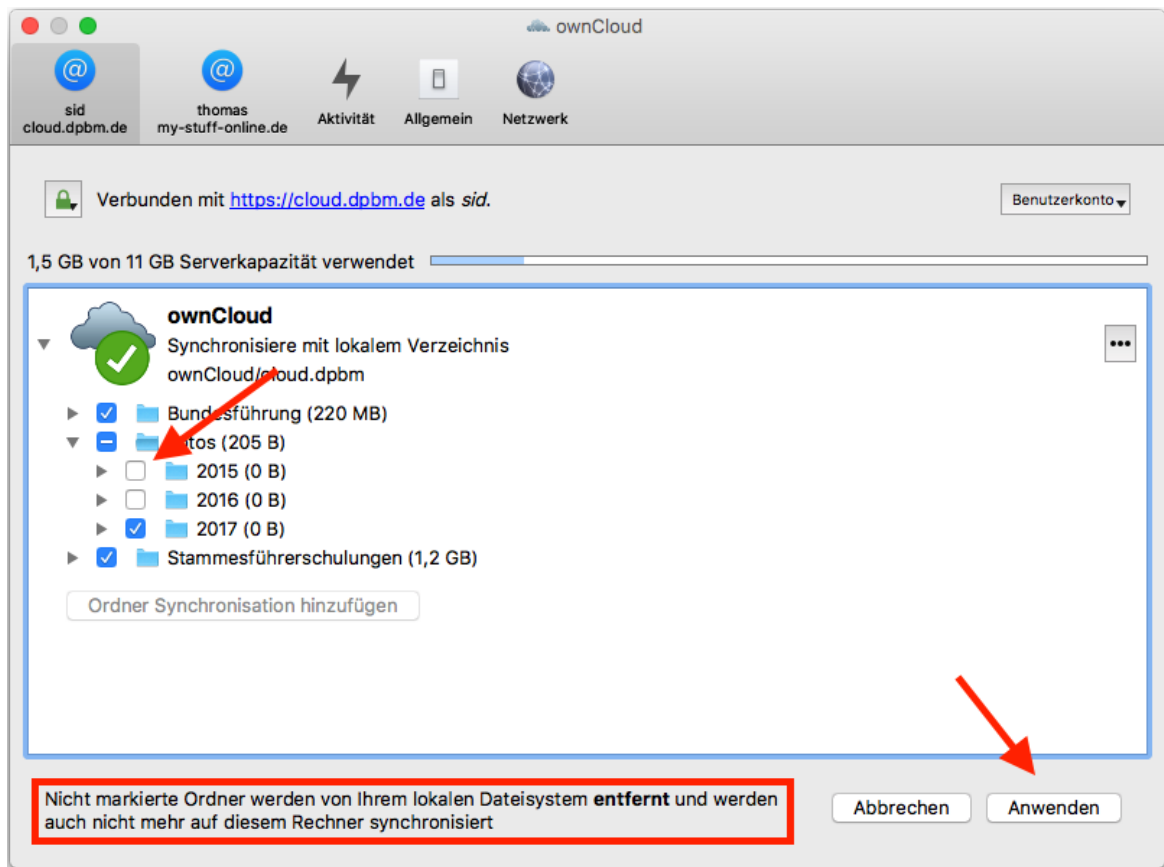 ownCloud
@
@
sid
cloud.dpbm.de
thomas
my-stuff-online.de
Aktivität
Allgemein
Netzwerk
Verbunden mit https://cloud.dpbm.de als sid.
Benutzerkonto
1,5 GB von 11 GB Serverkapazität verwendet
ownCloud
Synchronisiere mit lokalem Verzeichnis
ownCloud/cloud.dpbm
Bundesführung (220 MB)
tos (205 B)
2015 (0 B)
2016 (0 B)
2017 (0 B)
Stammesführerschulungen (1,2 GB)
Ordner Synchronisation hinzufügen
Nicht markierte Ordner werden von Ihrem lokalen Dateisystem entfernt und werden
auch nicht mehr auf diesem Rechner synchronisiert
Abbrechen
Anwenden